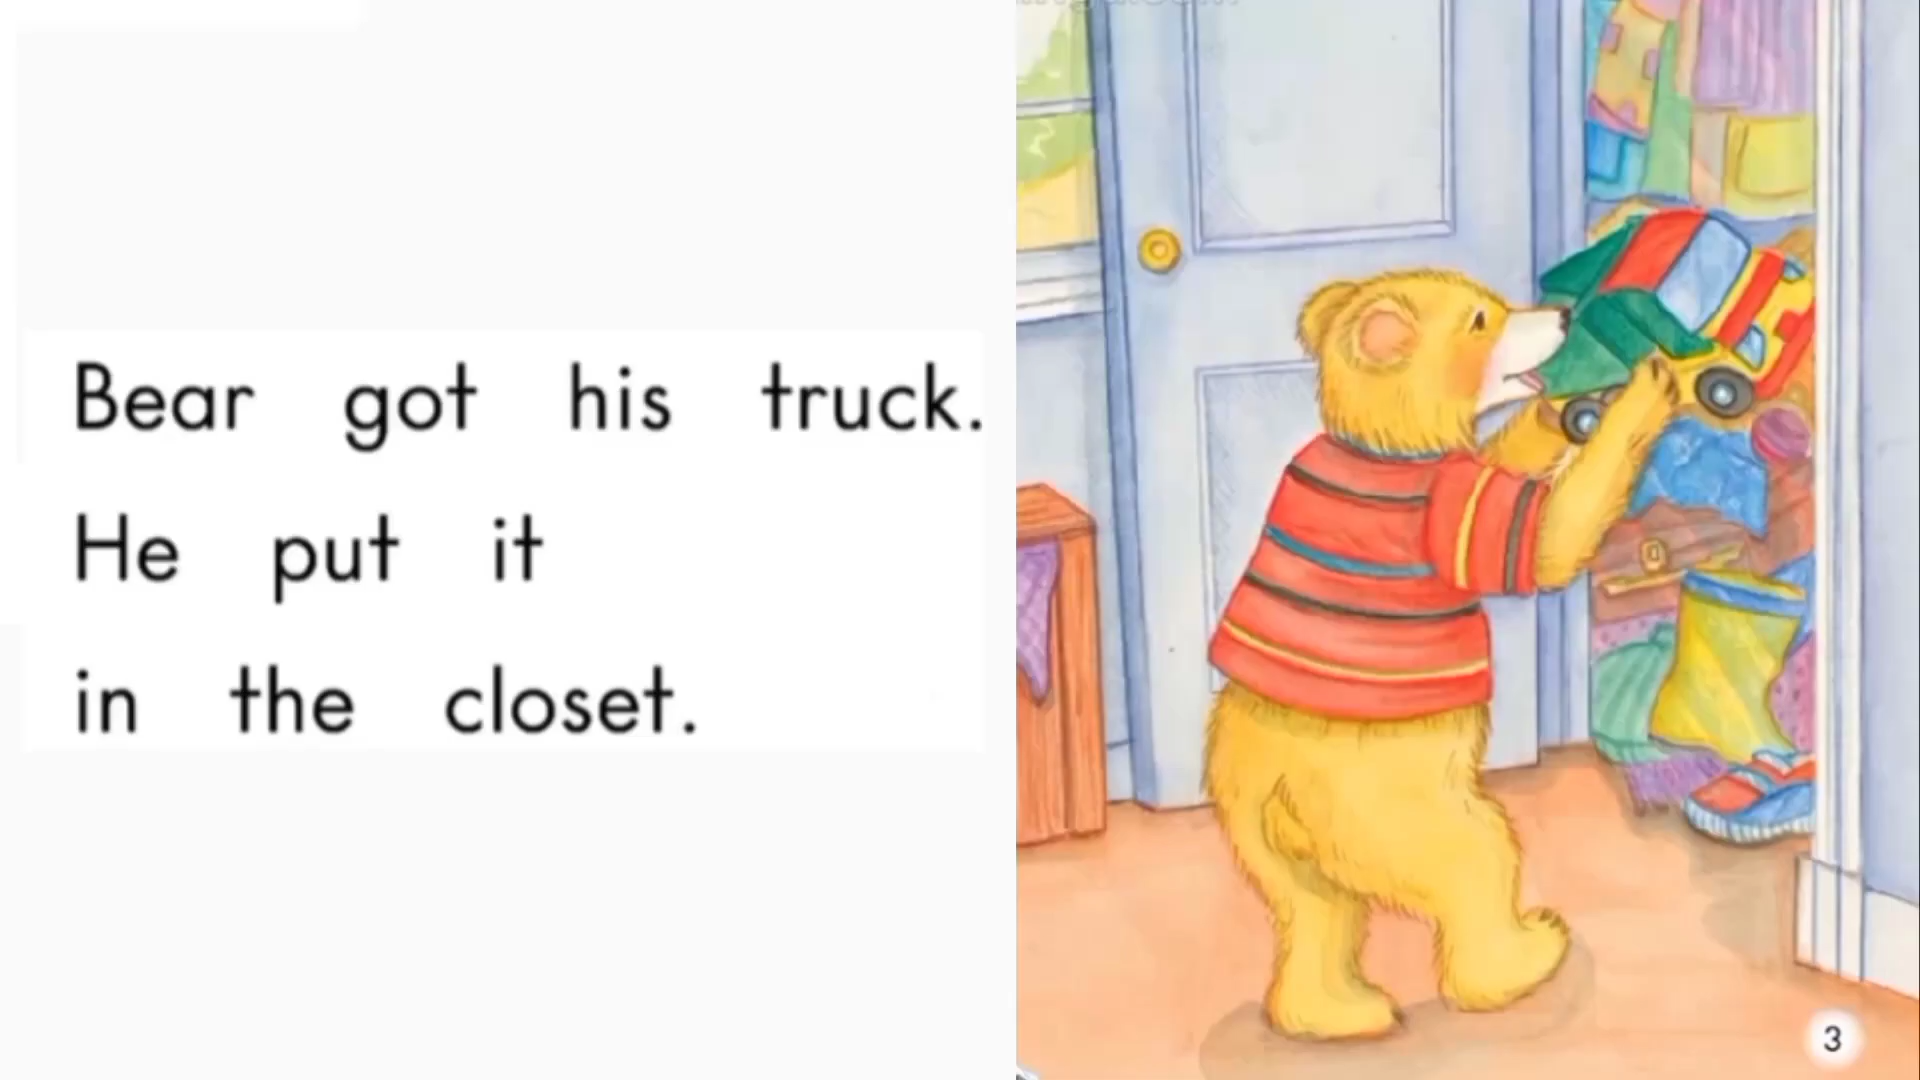 Bear got his truck.
He put it
in the closet.
3